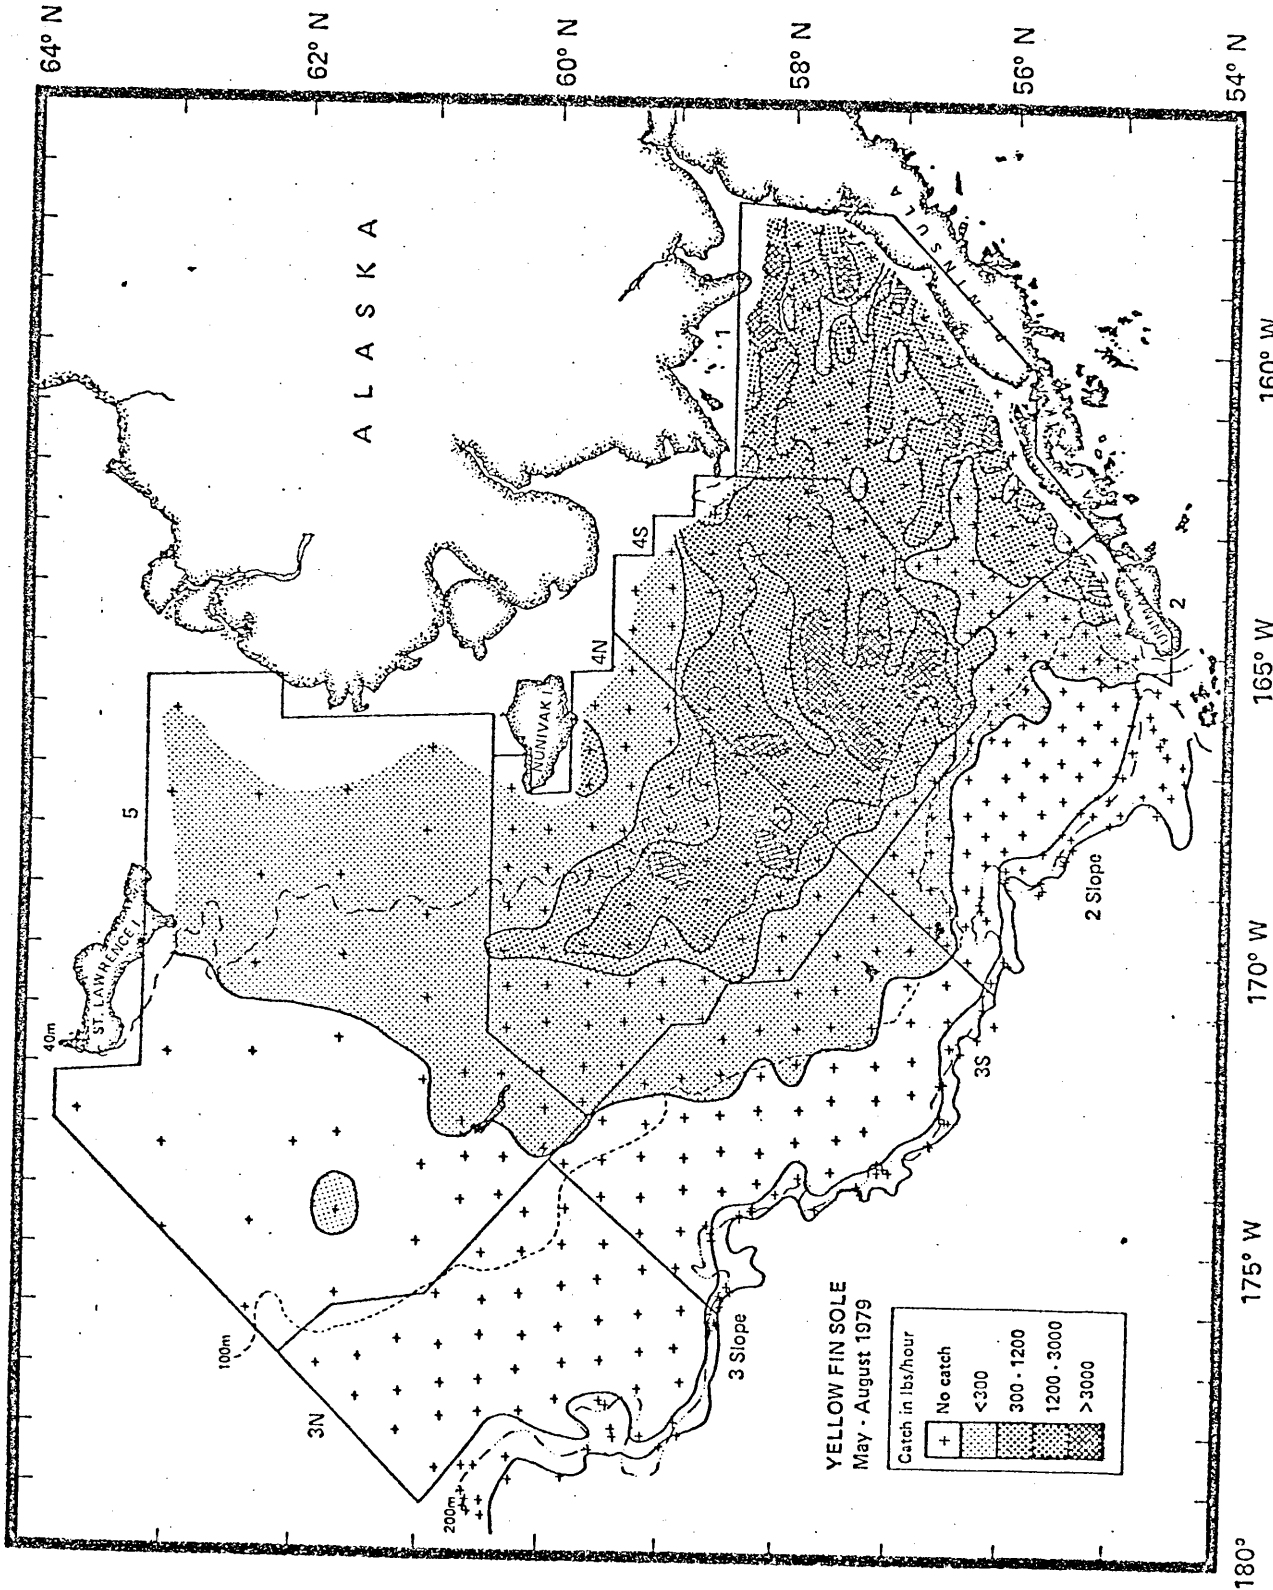 64° N
62° N
60° N
58° N
56° N
54° N
ALASKA
PENINSULA
ST. LAWRENCE I.
NUNIVAK I.
UNIMAK I.
5
4N
4S
1
2
40m
100m
200m
3N
3S
3 Slope
2 Slope
YELLOW FIN SOLE
May - August 1979
Catch in lbs/hour
No catch
<300
300 - 1200
1200 - 3000
>3000
180°
175° W
170° W
165° W
160° W